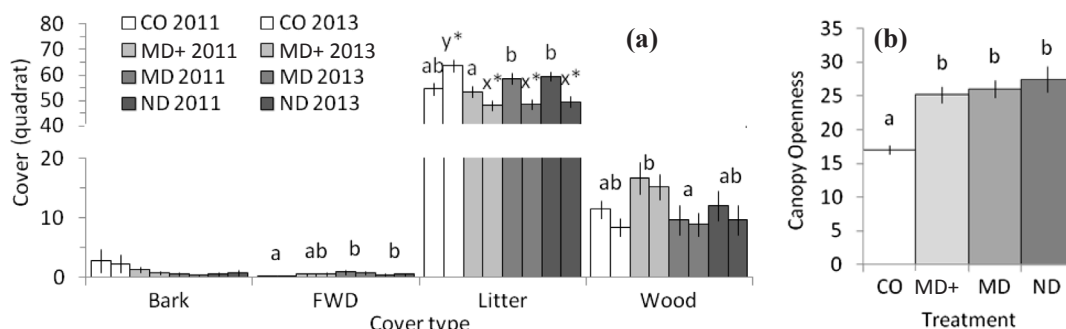 80
70
60
50
40
20
10
0
Cover (quadrat)
CO 2011
CO 2013
MD+ 2011
MD+ 2013
MD 2011
MD 2013
ND 2011
ND 2013
(a)
y*
ab
a
x*
b
x*
b
x*
a
ab
b
b
ab
b
a
ab
Bark
FWD
Litter
Wood
Cover type
(b)
35
30
25
20
15
10
5
0
Canopy Openness
a
b
b
b
CO
MD+
MD
ND
Treatment